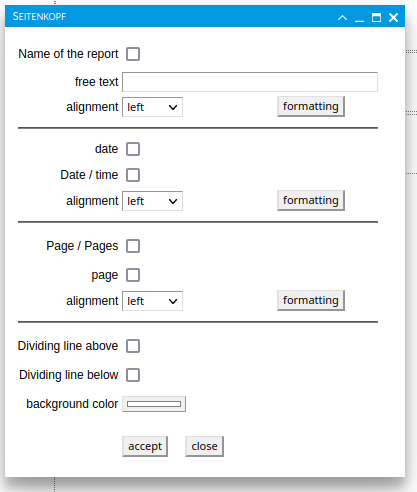 SEITENKOPF
Name of the report
free text
alignment left formatting
date
Date / time
alignment left formatting
Page / Pages
page
alignment left formatting
Dividing line above
Dividing line below
background color
accept close